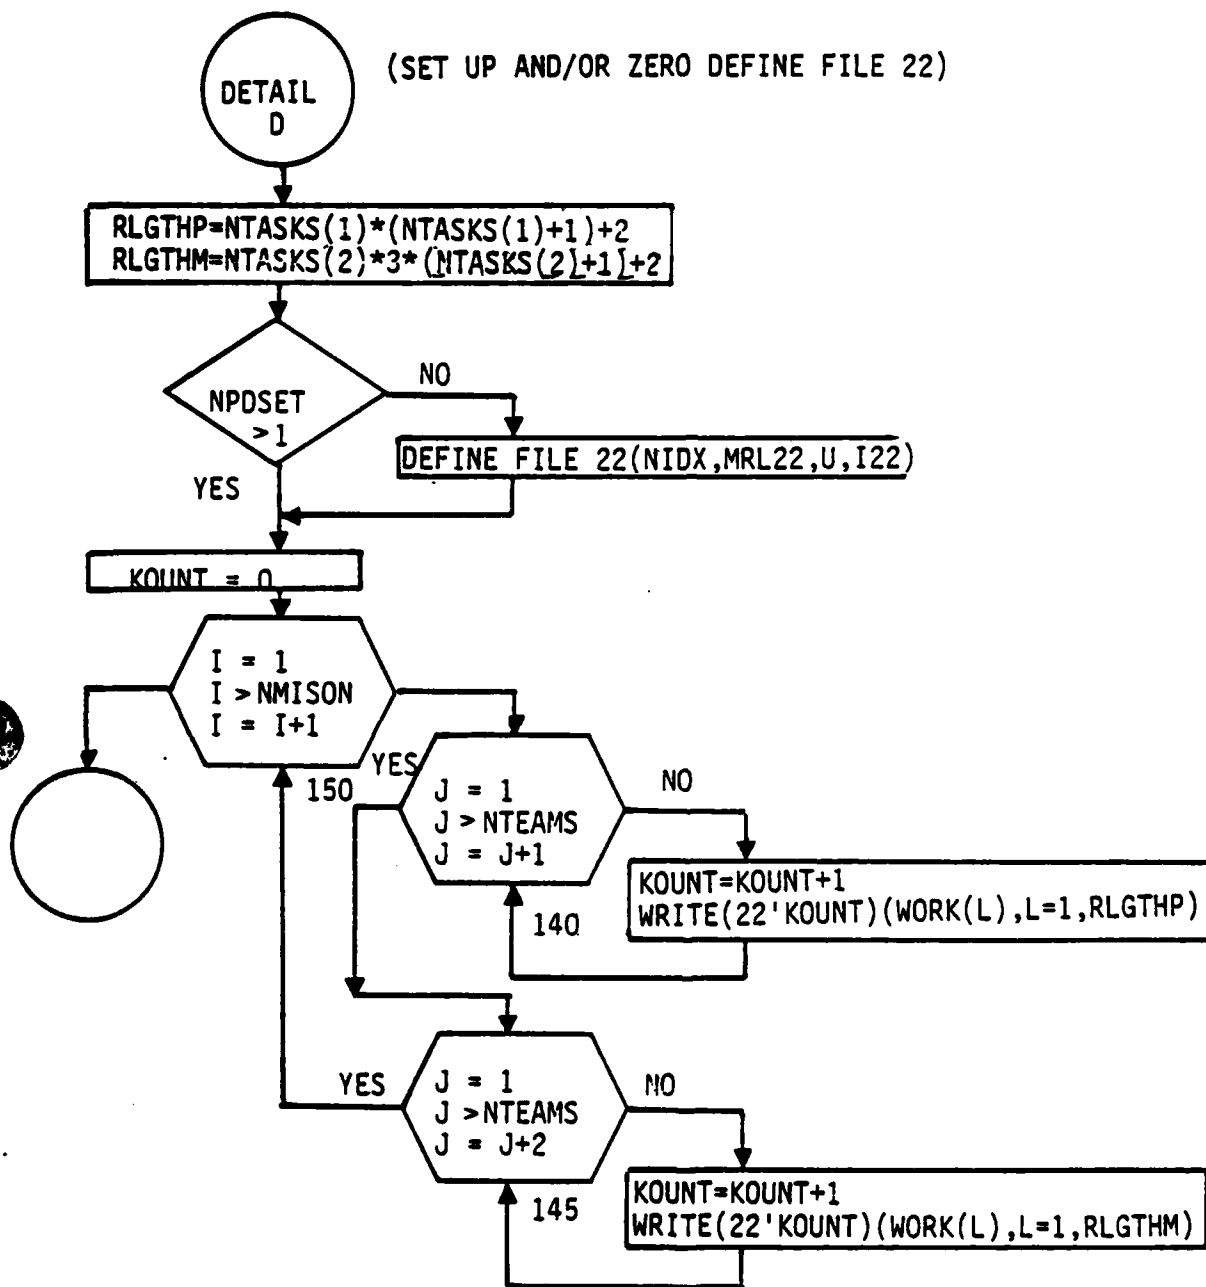 (SET UP AND/OR ZERO DEFINE FILE 22)
DETAIL
D
RLGTHP=NTASKS(1)*(NTASKS(1)+1)+2
RLGTHM=NTASKS(2)*3*(NTASKS(2)+1)+2
NPDSET
>1
NO
DEFINE FILE 22(NIDX,MRL22,U,I22)
YES
KOUNT = 0
I = 1
I > NMISON
I = I+1
150
YES
J = 1
J > NTEAMS
J = J+1
NO
KOUNT=KOUNT+1
WRITE(22'KOUNT)(WORK(L),L=1,RLGTHP)
140
YES
J = 1
J >NTEAMS
J = J+2
NO
KOUNT=KOUNT+1
WRITE(22'KOUNT)(WORK(L),L=1,RLGTHM)
145